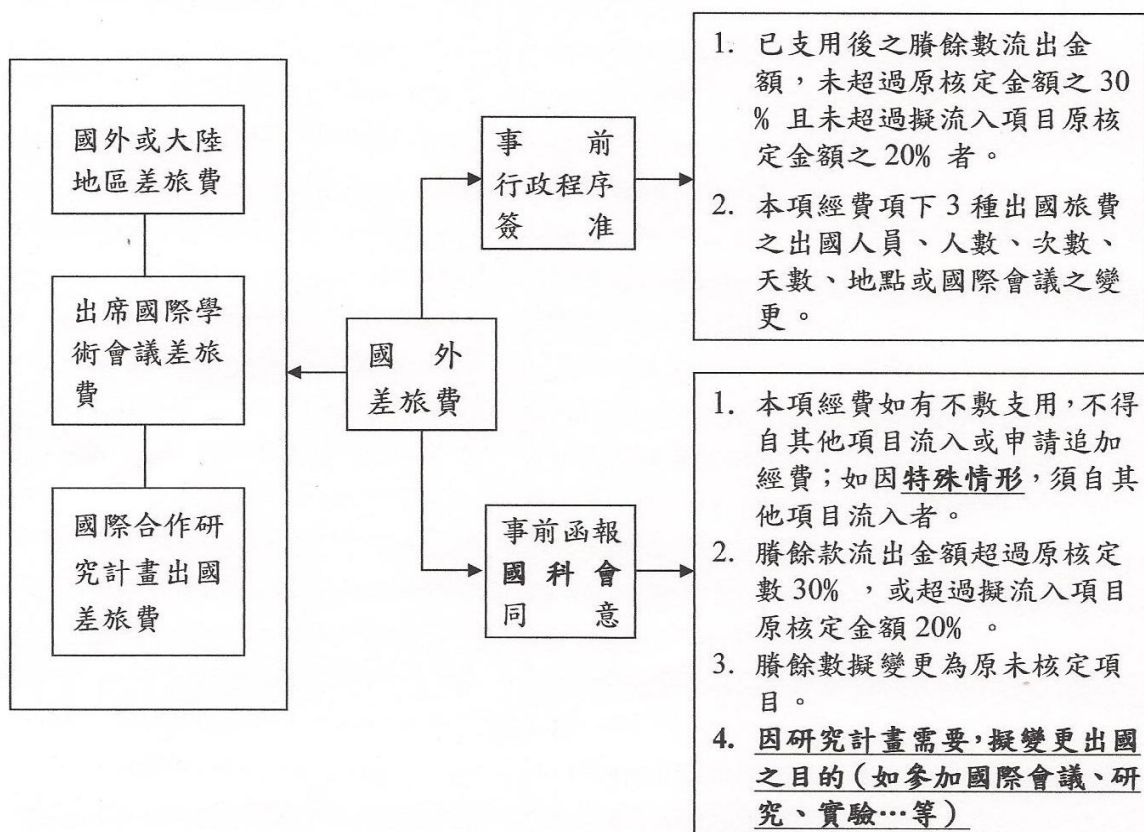 國外或大陸
地區差旅費
出席國際學
術會議差旅
費
國際合作研
究計畫出國
差旅費
國外
差旅費
事前
行政程序
簽准
1. 已支用後之賸餘數流出金
額，未超過原核定金額之 30
% 且未超過擬流入項目原核
定金額之 20% 者。
2. 本項經費項下 3 種出國旅費
之出國人員、人數、次數、
天數、地點或國際會議之變
更。
事前函報
國科會
同意
1. 本項經費如有不敷支用，不得
自其他項目流入或申請追加
經費；如因特殊情形，須自其
他項目流入者。
2. 賸餘款流出金額超過原核定
數 30% ，或超過擬流入項目
原核定金額 20% 。
3. 賸餘數擬變更為原未核定項
目。
4. 因研究計畫需要，擬變更出國
之目的（如參加國際會議、研
究、實驗…等）